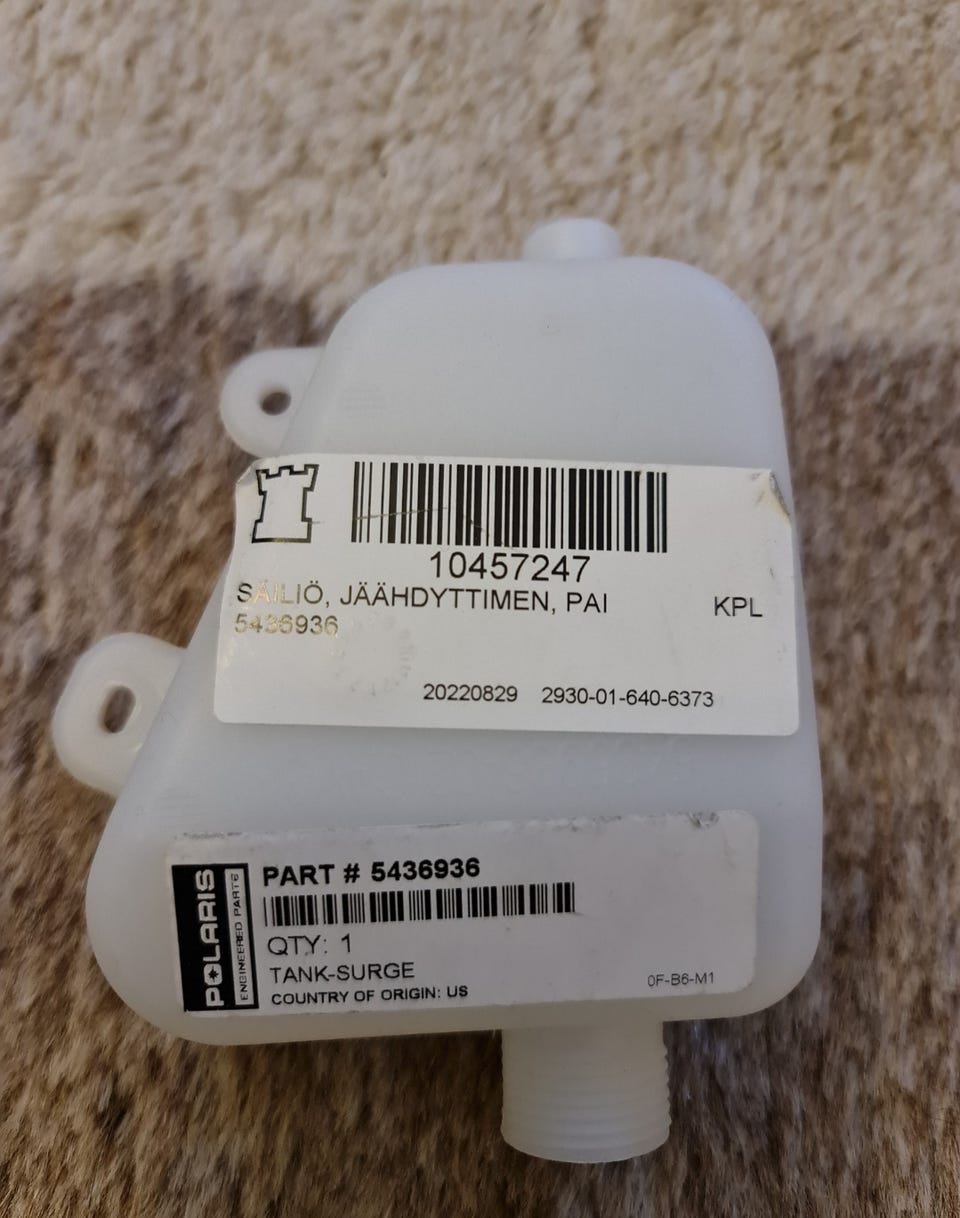 10457247
SÄILIÖ, JÄÄHDYTTIMEN, PAI KPL
5436936
20220829 2930-01-640-6373
POLARIS
ENGINEERED PARTS
PART # 5436936
QTY: 1
TANK-SURGE
COUNTRY OF ORIGIN: US 0F-B6-M1